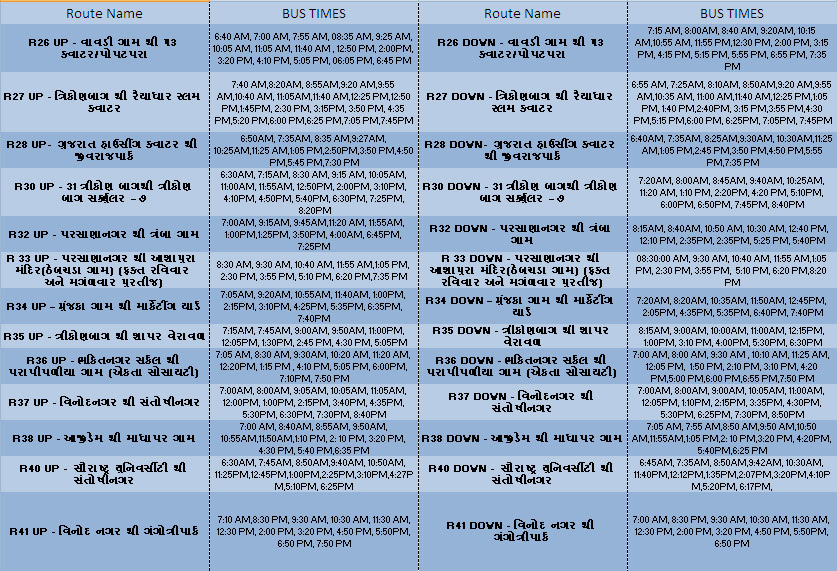 Route Name
BUS TIMES
Route Name
BUS TIMES
R26 UP - વાવડી ગામ થી ૧3
ક્વાટર/પોપટપરા
6:40 AM, 7:00 AM, 7:55 AM, 08:35 AM, 9:25 AM,
10:05 AM, 11:05 AM, 11:40 AM , 12:50 PM, 2:00PM,
3:20 PM, 4:10 PM, 5:05 PM, 06:05 PM, 6:45 PM
R26 DOWN - વાવડી ગામ થી ૧3
ક્વાટર/પોપટપરા
7:15 AM, 8:00AM, 8:40 AM, 9:20AM, 10:15
AM,10:55 AM, 11:55 PM,12:30 PM, 2:00 PM, 3:15
PM, 4:15 PM, 5:15 PM, 5:55 PM, 6:55 PM, 7:35
PM
R27 UP - ત્રિકોણબાગ થી રૈયાધાર સ્લમ
ક્વાટર
7:40 AM,8:20AM, 8:55AM,9:20 AM,9:55
AM,10:40 AM,11:05AM,11:40 AM,12:25 PM,12:50
PM,1:45PM, 2:30 PM, 3:15PM, 3:50 PM, 4:35
PM,5:20 PM,6:00 PM,6:25 PM,7:05 PM,7:45PM
R27 DOWN - ત્રિકોણબાગ થી રૈયાધાર
સ્લમ ક્વાટર
6:55 AM, 7:25AM, 8:10 AM, 8:50AM,9:20 AM,9:55
AM,10:35 AM, 11:00 AM,11:40 AM,12:25 PM,1:05
PM, 1:40 PM,2:40PM, 3:15 PM,3:55 PM,4:30
PM,5:15 PM,6:00 PM, 6:25PM, 7:05PM, 7:45PM
R28 UP- ગુજરાત હાઉસીંગ ક્વાટર થી
જીવરાજપાર્ક
6:50AM, 7:35AM, 8:35 AM,9:27AM,
10:25AM,11:25 AM,1:05 PM,2:50PM,3:50 PM,4:50
PM,5:45 PM,7:30 PM
R28 DOWN- ગુજરાત હાઉસીંગ ક્વાટર
થી જીવરાજપાર્ક
6:40AM, 7:35AM,8:25AM,9:30AM, 10:30AM,11:25
AM,1:05 PM,2:45 PM,3:50 PM,4:50 PM,5:55
PM,7:35 PM
R30 UP - 31 ત્રીકોણ બાગથી ત્રીકોણ
બાગ સર્ક્યુલર – ૭
6:30AM, 7:15AM, 8:30 AM, 9:15 AM, 10:05AM,
11:00AM, 11:55AM, 12:50PM, 2:00PM, 3:10PM,
4:10PM, 4:50PM, 5:40PM, 6:30PM, 7:25PM,
8:20PM
R30 DOWN - 31 ત્રીકોણ બાગથી ત્રીકોણ
બાગ સર્ક્યુલર – ૭
7:20AM, 8:00AM, 8:45AM, 9:40AM, 10:25AM,
11:20 AM, 1:10 PM, 2:20PM, 4:20 PM, 5:10PM,
6:00PM, 6:50PM, 7:45PM, 8:40PM
R32 UP - પરસાણાનગર થી ત્રંબા ગામ
7:00AM, 9:15AM, 9:45AM,11:20 AM, 11:55AM,
1:00PM,1:25PM, 3:50PM, 4:00AM, 6:45PM,
7:25PM
R32 DOWN - પરસાણાનગર થી ત્રંબા
ગામ
8:15AM, 8:40AM, 10:50 AM, 10:30 AM, 12:40 PM,
12:10 PM, 2:35PM, 2:35PM, 5:25 PM, 5:40PM
R 33 UP - પરસાણાનગર થી આશાપુરા
મંદિર(ઠેબચડા ગામ) (ફક્ત રવિવાર
અને મગંળવાર પુરતીજ)
8:30 AM, 9:30 AM, 10:40 AM, 11:55 AM,1:05 PM,
2:30 PM, 3:55 PM, 5:10 PM, 6:20 PM,7:35 PM
R 33 DOWN - પરસાણાનગર થી
આશાપુરા મંદિર(ઠેબચડા ગામ) (ફક્ત
રવિવાર અને મગંળવાર પુરતીજ)
08:30:00 AM, 9:30 AM, 10:40 AM, 11:55 AM,1:05
PM, 2:30 PM, 3:55 PM, 5:10 PM, 6:20 PM,8:20
PM
R34 UP – મુંજકા ગામ થી માર્કેટીંગ યાર્ડ
7:05AM, 9:20AM, 10:55AM, 11:40AM, 1:00PM,
2:15PM, 3:10PM, 4:25PM, 5:35PM, 6:35PM,
7:40PM
R34 DOWN – મુંજકા ગામ થી માર્કેટીંગ
યાર્ડ
7:20AM, 8:20PM, 10:35AM, 11:50AM, 12:45PM,
2:05PM, 4:35PM, 5:35PM, 6:40PM, 7:40PM
R35 UP - ત્રીકોણબાગ થી શાપર વેરાવળ
7:15AM, 7:45AM, 9:00AM, 9:50AM, 11:00PM,
12:05PM, 1:30PM, 2:45 PM, 4:30 PM, 5:05PM
R35 DOWN - ત્રીકોણબાગ થી શાપર
વેરાવળ
8:15AM, 9:00AM, 10:00AM, 11:00AM, 12:15PM,
1:00PM, 3:10 PM, 4:00PM, 5:30PM, 6:30PM
R36 UP - ભક્તિનગર સર્કલ થી
પરાપીપળીયા ગામ (એકતા સોસાયટી)
7:05 AM, 8:30 AM, 9:30AM, 10:20 AM, 11:20 AM,
12:20PM, 1:15 PM , 4:10 PM, 5:05 PM, 6:00PM,
7:10PM, 7:50 PM
R36 DOWN - ભક્તિનગર સર્કલ થી
પરાપીપળીયા ગામ (એકતા સોસાયટી)
7:00 AM, 8:00 AM, 9:30 AM , 10:10 AM, 11:25 AM,
12:05 PM, 1:50 PM, 2:10 PM, 3:10 PM, 4:20
PM,5:00 PM,6:00 PM,6:55 PM,7:50 PM
R37 UP - વિનોદનગર થી સંતોષીનગર
7:00AM, 8:00AM, 9:05AM, 10:05AM, 11:05AM,
12:00PM, 1:00PM, 2:15PM, 3:40PM, 4:35PM,
5:30PM, 6:30PM, 7:30PM, 8:40PM
R37 DOWN - વિનોદનગર થી
સંતોષીનગર
7:00AM, 8:00AM, 9:00AM, 10:05AM, 11:00AM,
12:05PM, 1:10PM, 2:15PM, 3:35PM, 4:30PM,
5:30PM, 6:25PM, 7:30PM, 8:50PM
R38 UP - આજીડેમ થી માધાપર ગામ
7:00 AM, 8:40AM, 8:55AM, 9:50AM,
10:55AM,11:50AM,1:10 PM, 2: 10 PM, 3:20 PM,
4:30 PM, 5:40 PM,6:35 PM
R38 DOWN - આજીડેમ થી માધાપર ગામ
7:05 AM, 7:55 AM,8:50 AM,9:50 AM,10:50
AM,11:55AM,1:05 PM,2: 10 PM,3:20 PM, 4:20PM,
5:40PM,6:25 PM
R40 UP - સૌરાષ્ટ્ર યુનિવર્સીટી થી
સંતોષીનગર
6:30AM, 7:45AM, 8:50AM,9:40AM, 10:50AM,
11:25PM,12:45PM,1:00PM,2:25PM,3:10PM,4:27P
M,5:10PM, 6:25PM
R40 DOWN - સૌરાષ્ટ્ર યુનિવર્સીટી થી
સંતોષીનગર
6:45AM, 7:35AM, 8:50AM,9:42AM, 10:30AM,
11:40PM,12:12PM,1:35PM,2:07PM,3:20PM,4:10P
M,5:20PM, 6:17PM,
R41 UP - વિનોદ નગર થી ગંગોત્રીપાર્ક
7:10 AM,8:30 PM, 9:30 AM, 10:30 AM, 11:30 AM,
12:30 PM, 2:00 PM, 3:20 PM, 4:50 PM, 5:50PM,
6:50 PM, 7:50 PM
R41 DOWN - વિનોદ નગર થી
ગંગોત્રીપાર્ક
7:00 AM, 8:30 PM, 9:30 AM, 10:30 AM, 11:30 AM,
12:30 PM, 2:00 PM, 3:20 PM, 4:50 PM, 5:50PM,
6:50 PM